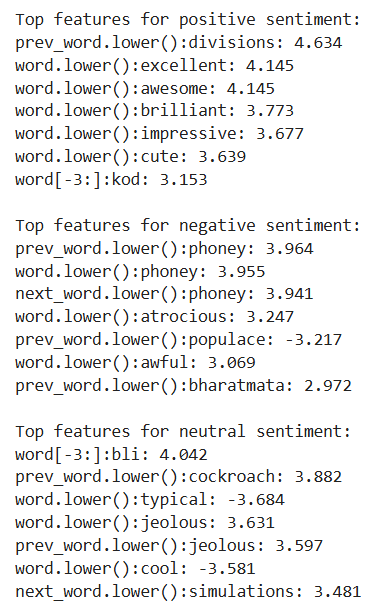 Top features for positive sentiment:
prev_word.lower():divisions: 4.634
word.lower():excellent: 4.145
word.lower():awesome: 4.145
word.lower():brilliant: 3.773
word.lower():impressive: 3.677
word.lower():cute: 3.639
word[-3:]:kod: 3.153

Top features for negative sentiment:
prev_word.lower():phoney: 3.964
word.lower():phoney: 3.955
next_word.lower():phoney: 3.941
word.lower():atrocious: 3.247
prev_word.lower():populace: -3.217
word.lower():awful: 3.069
prev_word.lower():bharatmata: 2.972

Top features for neutral sentiment:
word[-3:]:bli: 4.042
prev_word.lower():cockroach: 3.882
word.lower():typical: -3.684
word.lower():jeolous: 3.631
prev_word.lower():jeolous: 3.597
word.lower():cool: -3.581
next_word.lower():simulations: 3.481